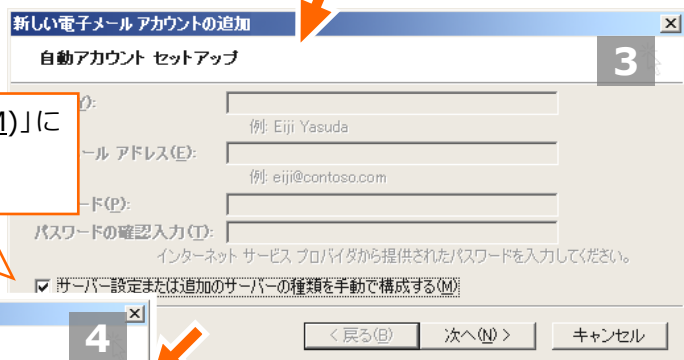 新しい電子メール アカウントの追加
自動アカウント セットアップ
3
(Y):
例: Eiji Yasuda
M)」に
ール アドレス(E):
例: eiji@contoso.com
ード(P):
パスワードの確認入力(T):
インターネット サービス プロバイダから提供されたパスワードを入力してください。
サーバー設定または追加のサーバーの種類を手動で構成する(M)
4
< 戻る(B)
次へ(N) >
キャンセル